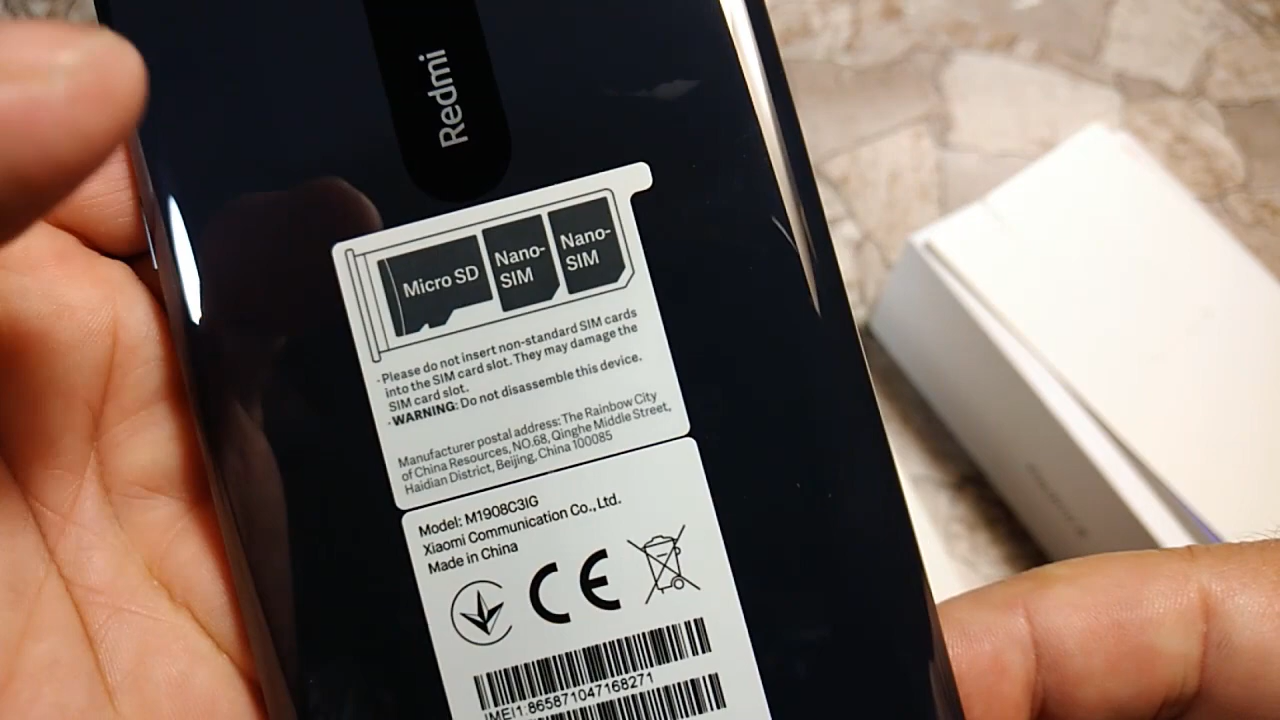 Redmi
Micro SD
Nano-
SIM
Nano-
SIM
· Please do not insert non-standard SIM cards
into the SIM card slot. They may damage the
SIM card slot.
· WARNING: Do not disassemble this device.
Manufacturer postal address: The Rainbow City
of China Resources, NO.68, Qinghe Middle Street,
Haidian District, Beijing, China 100085
Model: M1908C3IG
Xiaomi Communication Co., Ltd.
Made in China
CE
IMEI1:865871047168271